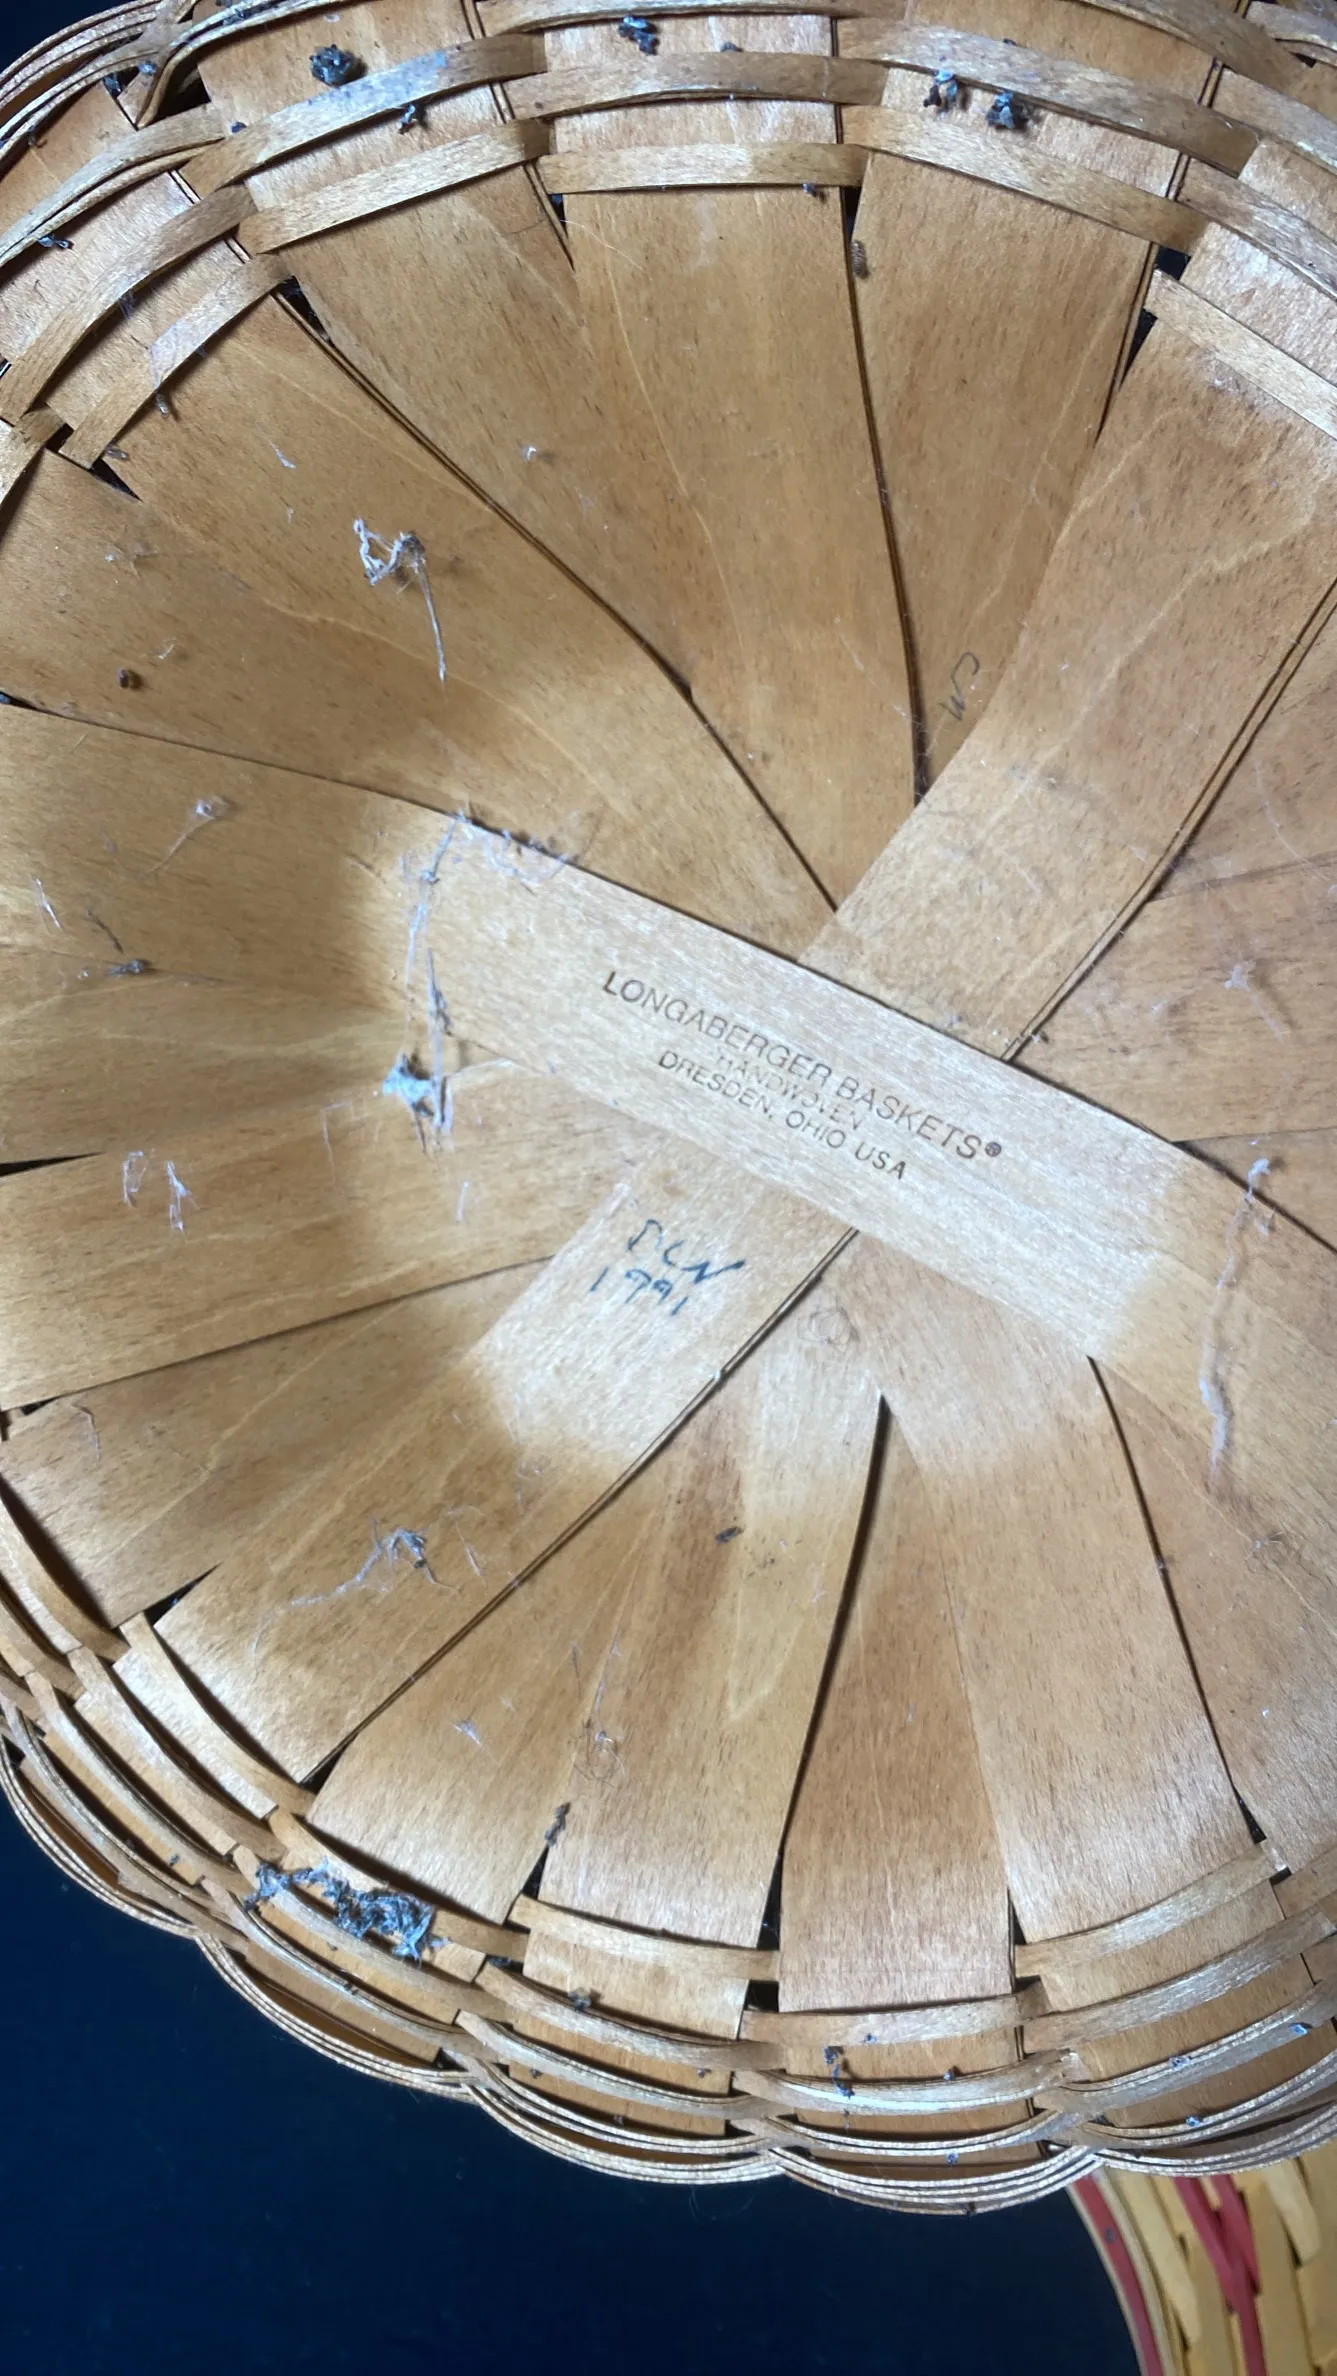 LONGABERGER BASKETS®
HANDWOVEN
DRESDEN, OHIO USA
1991